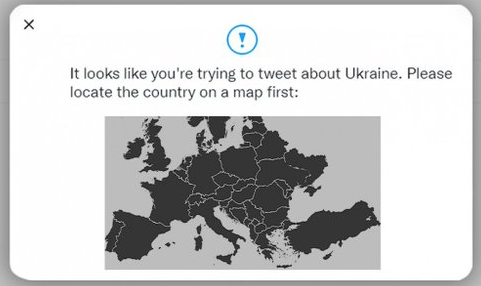 It looks like you're trying to tweet about Ukraine. Please
locate the country on a map first: